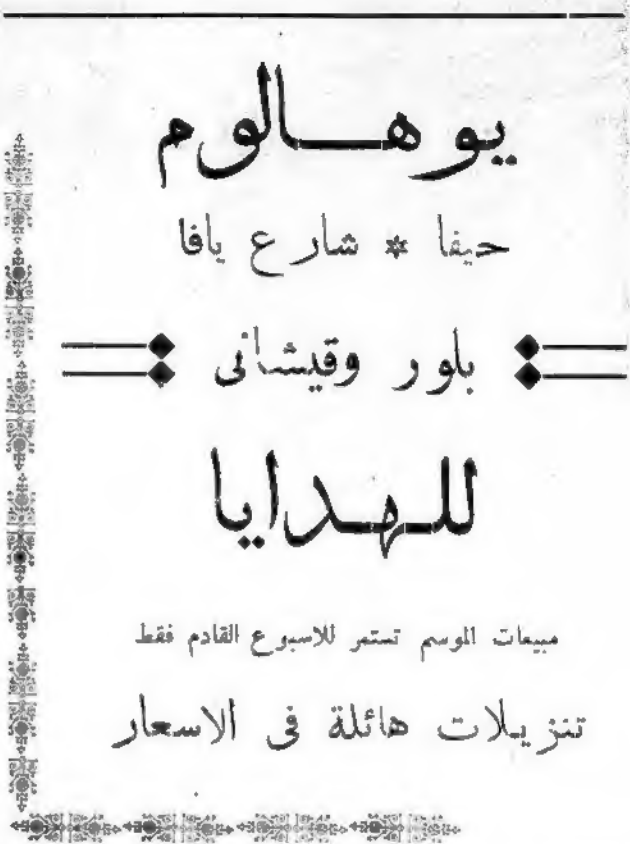 يوهالوم
حيفا * شارع يافا
بلور وقيشانى
للهدايا
مبيعات الموسم تستمر للاسبوع القادم فقط
تنزيلات هائلة فى الاسعار